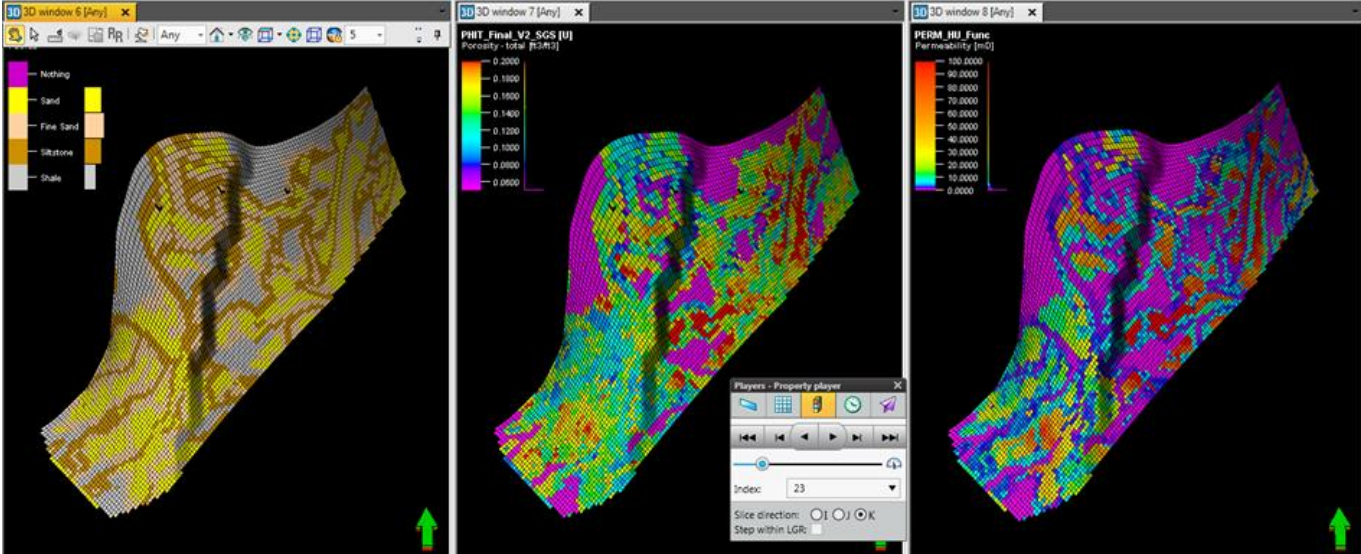 3D 3D window 6 [Any] ×
Any
5
Nothing
Sand
Fine Sand
Siltstone
Shale
3D 3D window 7 [Any] ×
PHIT_Final_V2_SGS [U]
Porosity - total [ft3/ft3]
0.2000
0.1800
0.1600
0.1400
0.1200
0.1000
0.0800
0.0600
3D 3D window 8 [Any] ×
PERM_HU_Func
Permeability [mD]
100.0000
90.0000
80.0000
70.0000
60.0000
50.0000
40.0000
30.0000
20.0000
10.0000
0.0000
Players - Property player
Index: 23
Slice direction: I J K
Step within LGR: